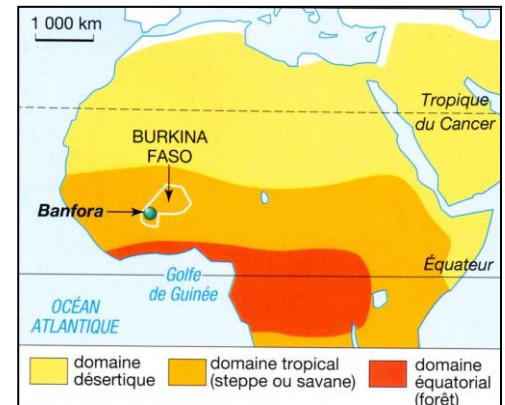 1 000 km
Tropique
du Cancer
BURKINA
FASO
Banfora
Équateur
Golfe
de Guinée
OCÉAN
ATLANTIQUE
domaine
désertique
domaine tropical
(steppe ou savane)
domaine
équatorial
(forêt)